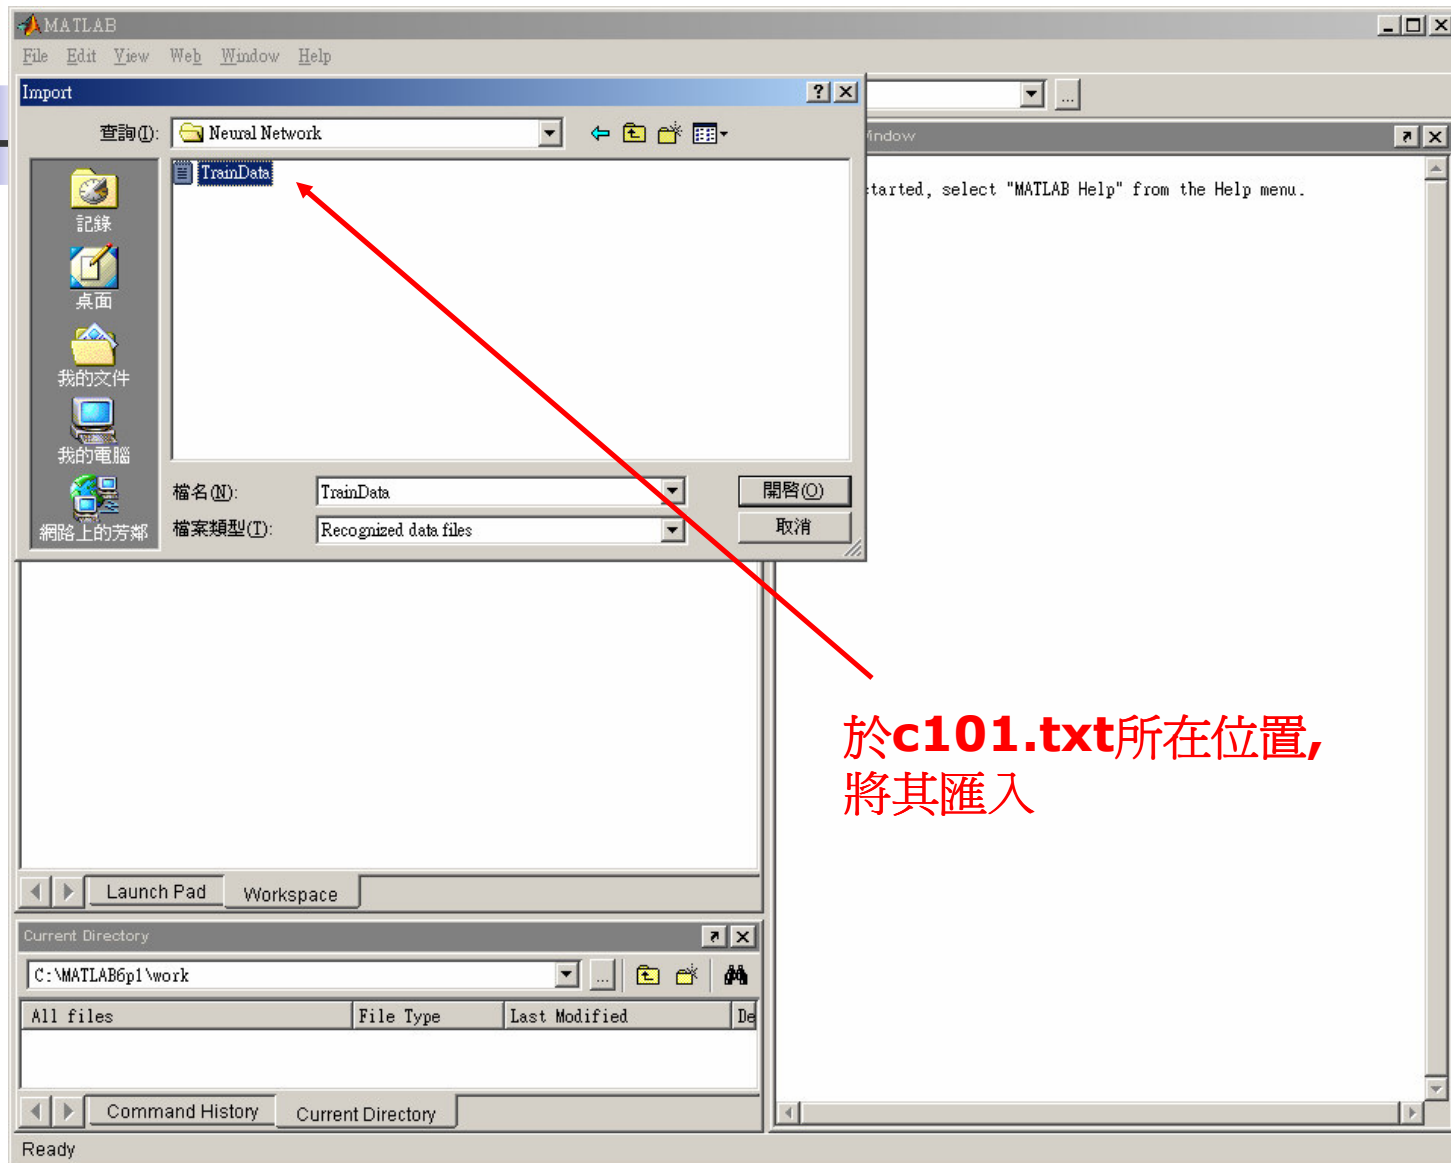 MATLAB
File Edit View Web Window Help
Import
查詢(I): Neural Network
TrainData
記錄
桌面
我的文件
我的電腦
網路上的芳鄰
檔名(N): TrainData 開啓(O)
檔案類型(T): Recognized data files 取消
...
indow
tarted, select "MATLAB Help" from the Help menu.
於c101.txt所在位置,
將其匯入
Launch Pad Workspace
Current Directory
C:\MATLAB6p1\work ...
All files File Type Last Modified De
Command History Current Directory
Ready